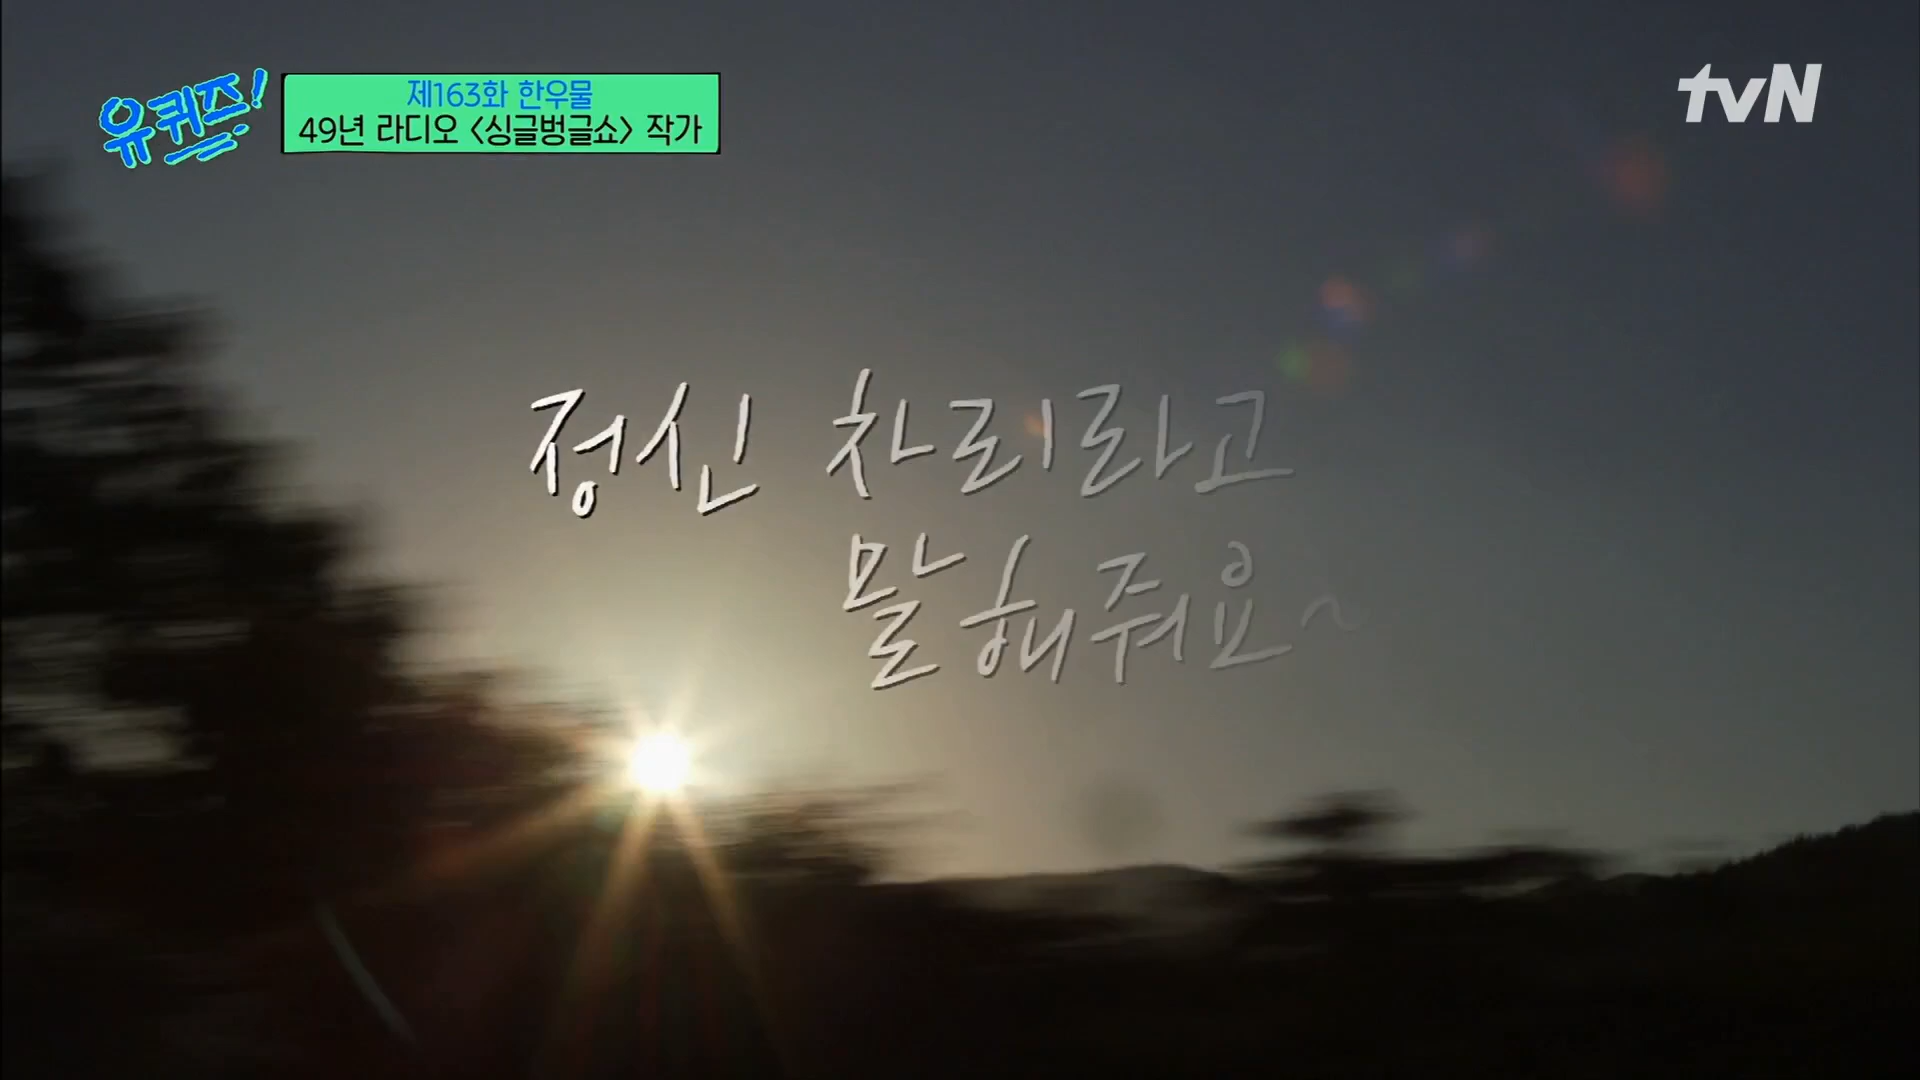 유퀴즈!
제163화 한우물
49년 라디오 <싱글벙글쇼> 작가
tvN
정신 차리라고
말해줘요~